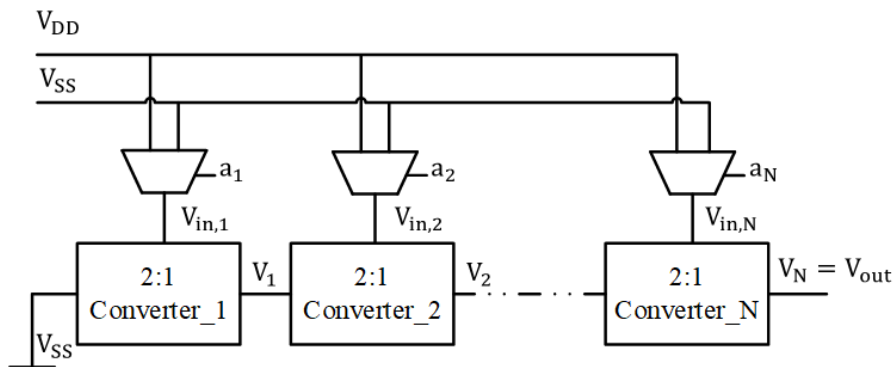 V_DD
V_SS
a_1
a_2
a_N
V_in,1
V_in,2
V_in,N
2:1
Converter_1
V_1
2:1
Converter_2
V_2
2:1
Converter_N
V_N = V_out
V_SS